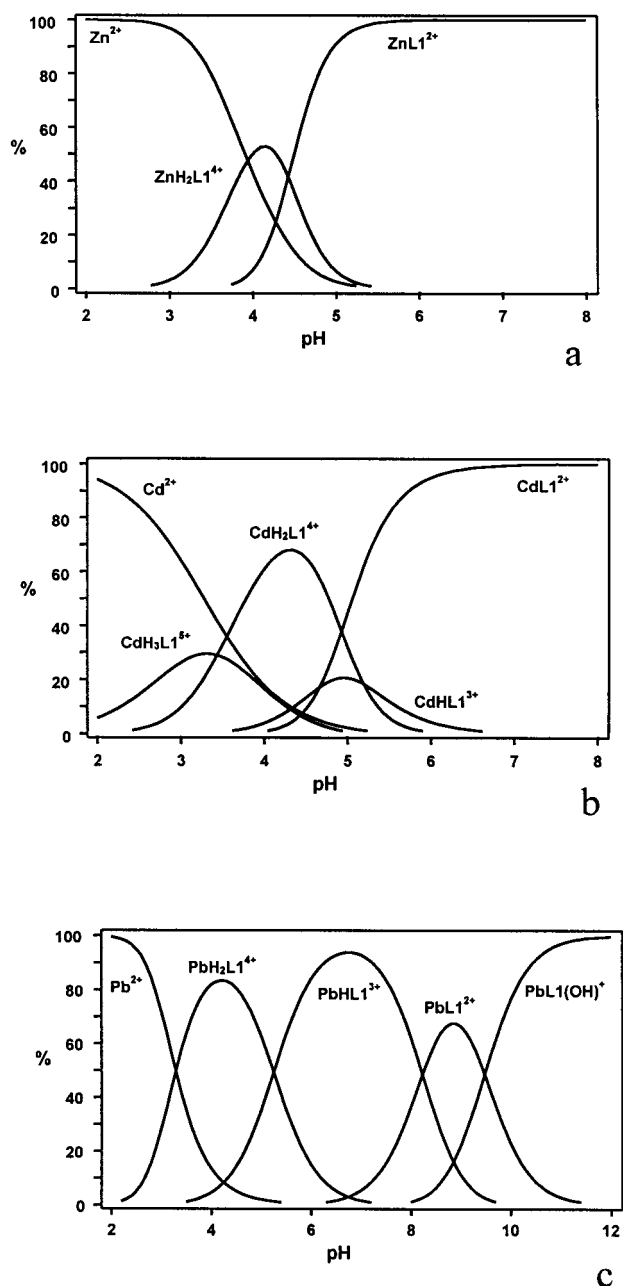 100
Zn²⁺
ZnL1²⁺
80
60
%
ZnH₂L1⁴⁺
40
20
0
2 3 4 5 6 7 8
pH
a
100
Cd²⁺
CdL1²⁺
80
CdH₂L1⁴⁺
60
%
40
CdH₃L1⁵⁺
20
CdHL1³⁺
0
2 3 4 5 6 7 8
pH
b
100
Pb²⁺
PbH₂L1⁴⁺
PbHL1³⁺
PbL1²⁺
PbL1(OH)⁺
80
60
%
40
20
0
2 4 6 8 10 12
pH
c